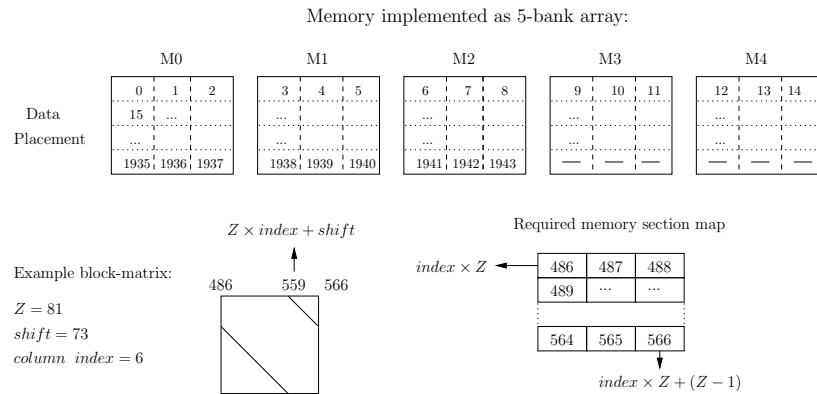 Memory implemented as 5-bank array:
M0 M1 M2 M3 M4
0 1 2 3 4 5 6 7 8 9 10 11 12 13 14
Data 15 ... ... ... ... ...
Placement ... ... ... ... ...
1935 1936 1937 1938 1939 1940 1941 1942 1943 — — — — — —
Z × index + shift
Required memory section map
Example block-matrix:
486 559 566
Z = 81
shift = 73
column index = 6
index × Z
486 487 488
489 ... ...
564 565 566
index × Z + (Z − 1)